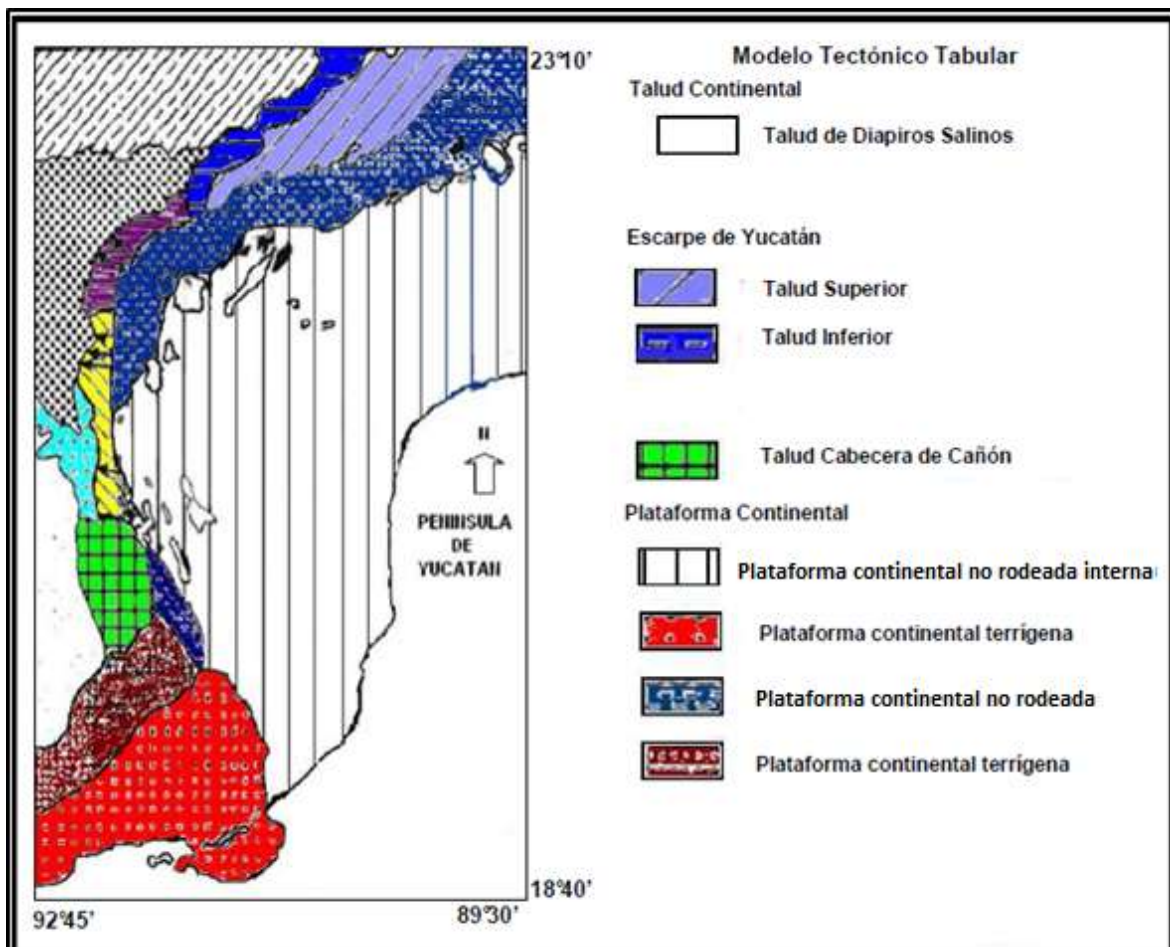 23°10'
18°40'
92°45'
89°30'
N
PENINSULA
DE
YUCATAN
Modelo Tectónico Tabular
Talud Continental
Talud de Diapiros Salinos
Escarpe de Yucatán
Talud Superior
Talud Inferior
Talud Cabecera de Cañón
Plataforma Continental
Plataforma continental no rodeada interna
Plataforma continental terrígena
Plataforma continental no rodeada
Plataforma continental terrígena